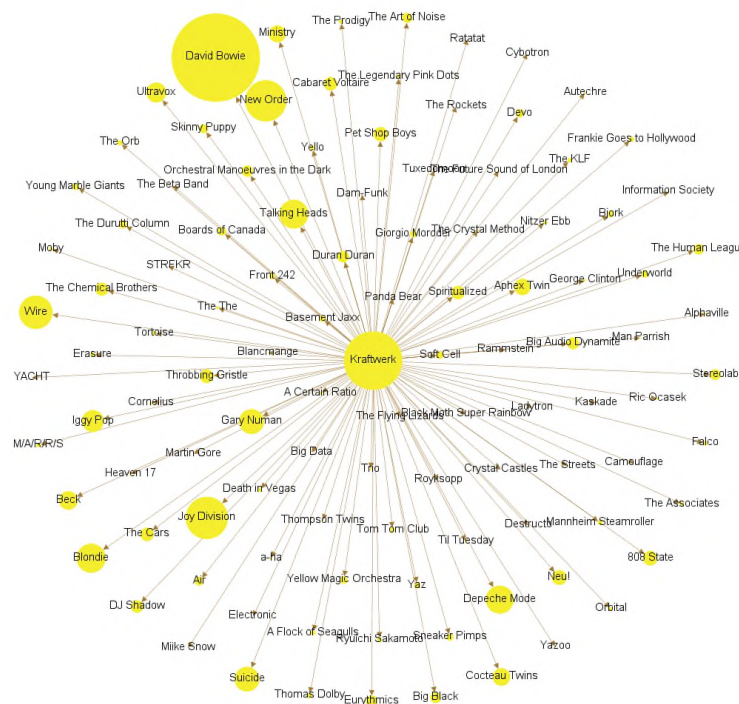 The Prodigy
The Art of Noise
Ministry
Ratatat
David Bowie
Cybotron
Cabaret Voltaire
The Legendary Pink Dots
Ultravox
Autechre
New Order
The Rockets
Devo
Skinny Puppy
Pet Shop Boys
Frankie Goes to Hollywood
The Orb
Yello
The KLF
Orchestral Manoeuvres in the Dark
Tuxedomoon
The Future Sound of London
Young Marble Giants
The Beta Band
Dam-Funk
Information Society
Talking Heads
Bjork
The Durutti Column
Boards of Canada
Giorgio Moroder
The Crystal Method
Nitzer Ebb
Moby
The Human Leagu
Duran Duran
STRFKR
Front 242
Underworld
The Chemical Brothers
Panda Bear
Spiritualized
Aphex Twin
George Clinton
The The
Wire
Basement Jaxx
Alphaville
Tortoise
Man Parrish
Big Audio Dynamite
Erasure
Blancmange
Kraftwerk
Soft Cell
Rammstein
YACHT
Throbbing Gristle
Stereolab
A Certain Ratio
Cornelius
Kaskade
Ric Ocasek
Iggy Pop
Gary Numan
The Flying Lizards
Black Moth Super Rainbow
Ladytron
M/A/R/R/S
Falco
Martin Gore
Big Data
Heaven 17
Trio
Crystal Castles
The Streets
Camouflage
Royksopp
Beck
Death in Vegas
The Associates
Joy Division
Thompson Twins
Tom Tom Club
Destructo
Mannheim Steamroller
The Cars
Til Tuesday
Blondie
a-ha
808 State
Air
Yellow Magic Orchestra
Yaz
Neu!
DJ Shadow
Electronic
Depeche Mode
Orbital
A Flock of Seagulls
Ryuichi Sakamoto
Sneaker Pimps
Miike Snow
Yazoo
Suicide
Cocteau Twins
Thomas Dolby
Eurythmics
Big Black